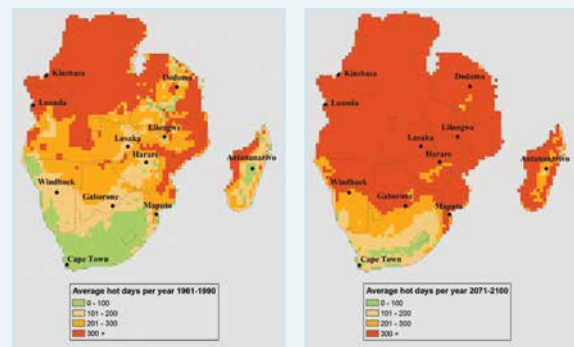 Kinshasa
Luanda
Dodoma
Lilongwe
Lusaka
Harare
Antananarivo
Windhoek
Gaborone
Maputo
Cape Town
Average hot days per year 1961-1990
0 - 100
101 - 200
201 - 300
300 +
Kinshasa
Luanda
Dodoma
Lilongwe
Lusaka
Harare
Antananarivo
Windhoek
Gaborone
Maputo
Cape Town
Average hot days per year 2071-2100
0 - 100
101 - 200
201 - 300
300 +